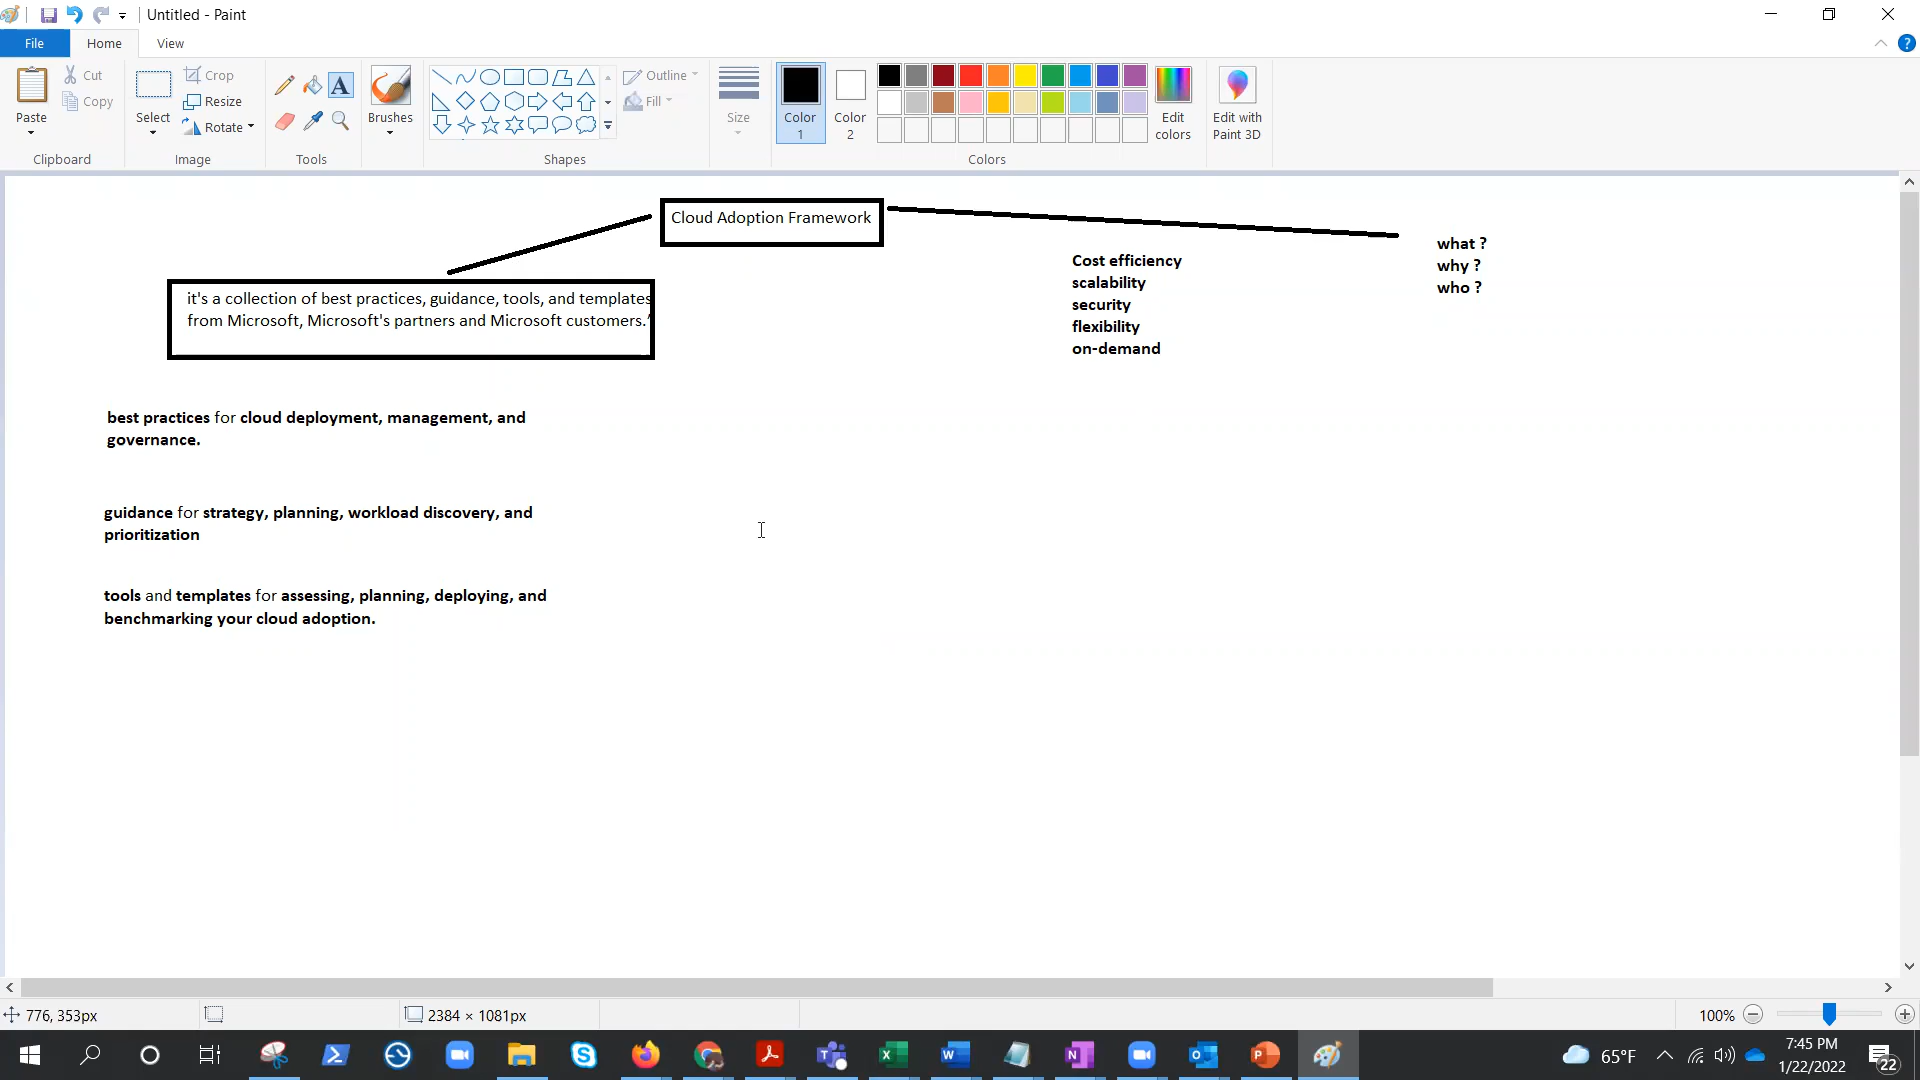 Untitled - Paint
File
Home
View
Paste
Cut
Copy
Clipboard
Select
Crop
Resize
Rotate
Image
A
Tools
Brushes
Outline
Fill
Shapes
Size
Color
1
Color
2
Colors
Edit
colors
Edit with
Paint 3D
Cloud Adoption Framework
it's a collection of best practices, guidance, tools, and templates
from Microsoft, Microsoft's partners and Microsoft customers."
Cost efficiency
scalability
security
flexibility
on-demand
what ?
why ?
who ?
best practices for cloud deployment, management, and
governance.
guidance for strategy, planning, workload discovery, and
prioritization
tools and templates for assessing, planning, deploying, and
benchmarking your cloud adoption.
776, 353px
2384 × 1081px
100%
65°F
7:45 PM
1/22/2022
22